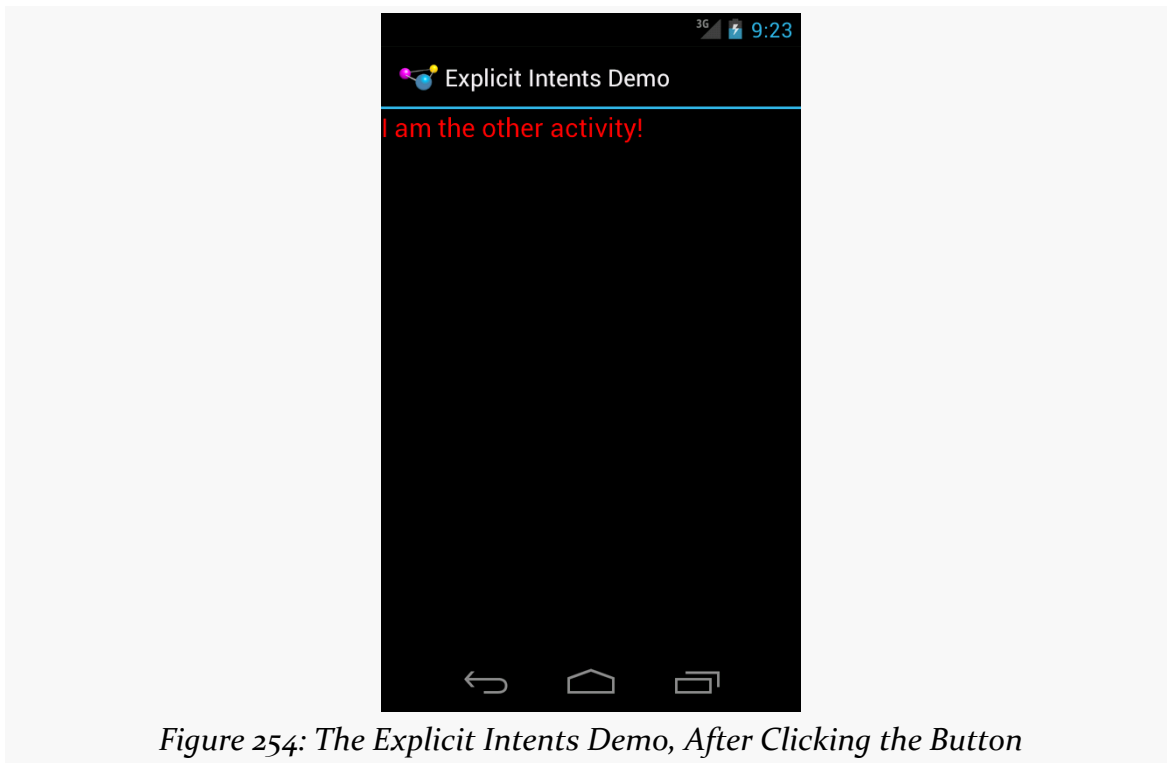 3G 9:23
Explicit Intents Demo
I am the other activity!
Figure 254: The Explicit Intents Demo, After Clicking the Button